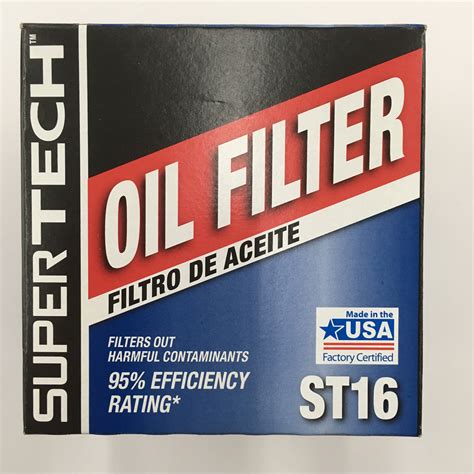 SUPERTECH™
OIL FILTER
FILTRO DE ACEITE
FILTERS OUT
HARMFUL CONTAMINANTS
95% EFFICIENCY
RATING*
Made in the
USA
Factory Certified
ST16